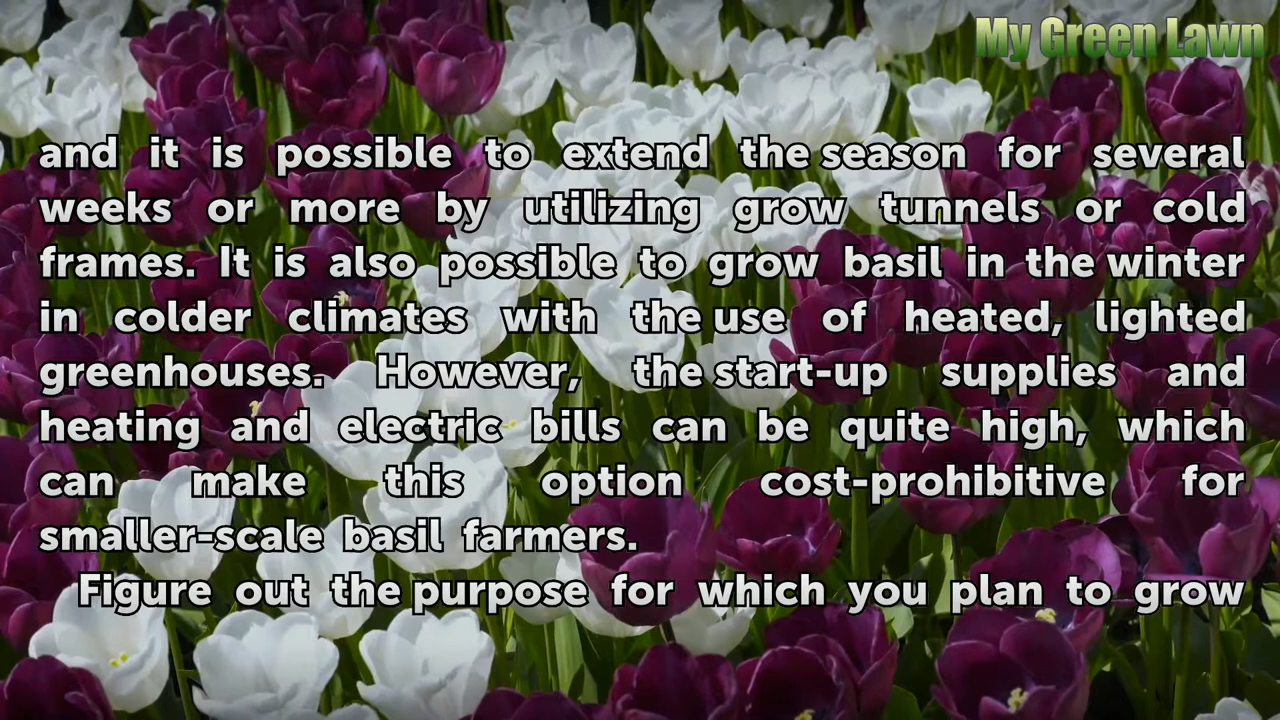 My Green Lawn
and it is possible to extend the season for several
weeks or more by utilizing grow tunnels or cold
frames. It is also possible to grow basil in the winter
in colder climates with the use of heated, lighted
greenhouses. However, the start-up supplies and
heating and electric bills can be quite high, which
can make this option cost-prohibitive for
smaller-scale basil farmers.
Figure out the purpose for which you plan to grow